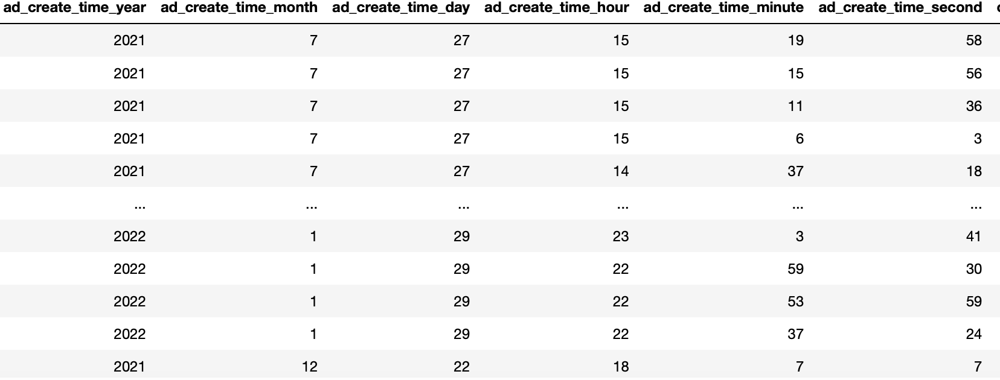 ad_create_time_year ad_create_time_month ad_create_time_day ad_create_time_hour ad_create_time_minute ad_create_time_second
2021 7 27 15 19 58
2021 7 27 15 15 56
2021 7 27 15 11 36
2021 7 27 15 6 3
2021 7 27 14 37 18
... ... ... ... ... ...
2022 1 29 23 3 41
2022 1 29 22 59 30
2022 1 29 22 53 59
2022 1 29 22 37 24
2021 12 22 18 7 7